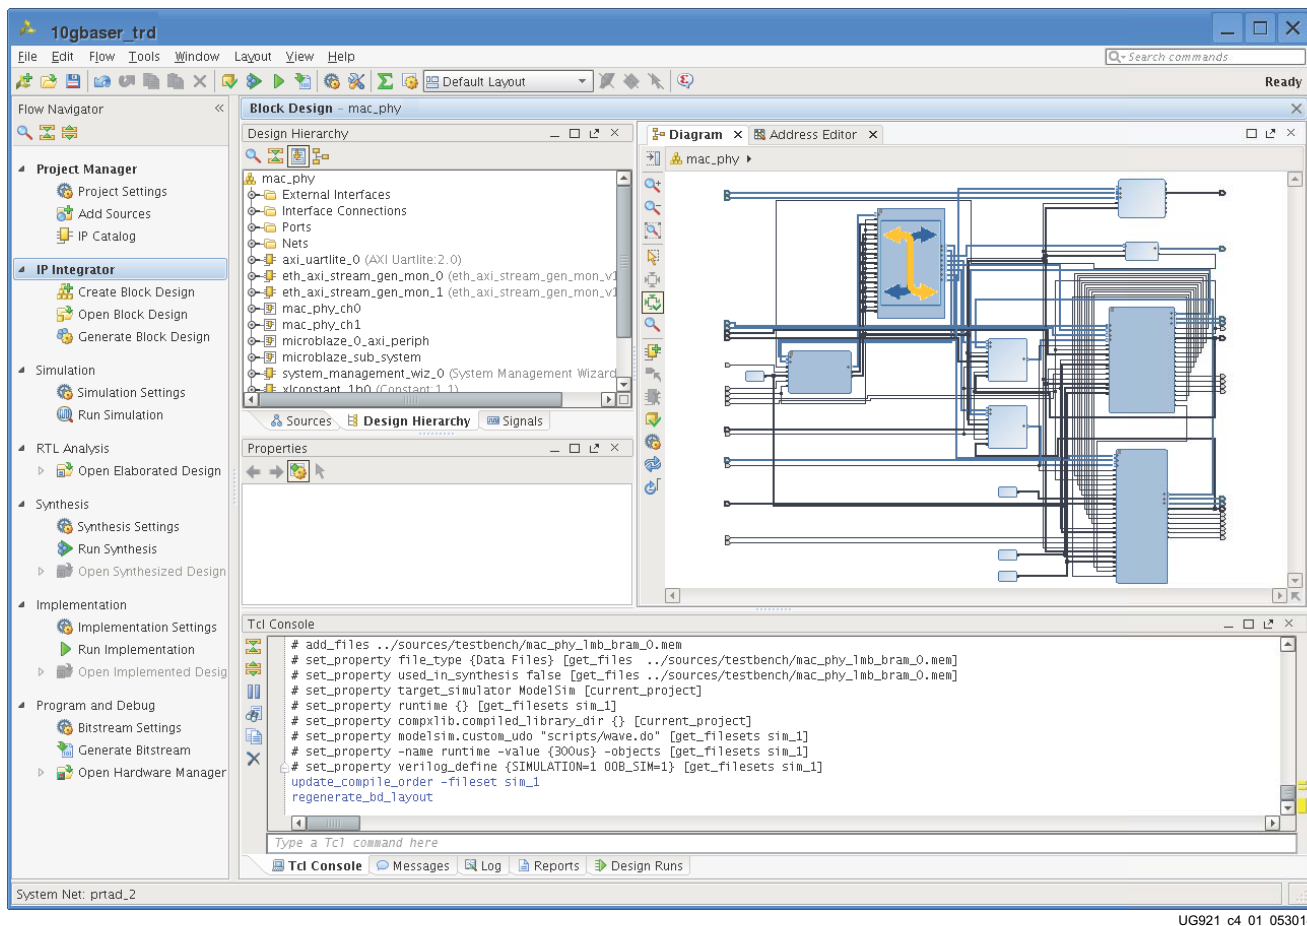 10gbaser_trd
File Edit Flow Tools Window Layout View Help
Search commands
Default Layout
Ready
Flow Navigator
Project Manager
Project Settings
Add Sources
IP Catalog
IP Integrator
Create Block Design
Open Block Design
Generate Block Design
Simulation
Simulation Settings
Run Simulation
RTL Analysis
Open Elaborated Design
Synthesis
Synthesis Settings
Run Synthesis
Open Synthesized Design
Implementation
Implementation Settings
Run Implementation
Open Implemented Desig
Program and Debug
Bitstream Settings
Generate Bitstream
Open Hardware Manager
Block Design - mac_phy
Design Hierarchy
mac_phy
External Interfaces
Interface Connections
Ports
Nets
axi_uartlite_0 (AXI Uartlite:2.0)
eth_axi_stream_gen_mon_0 (eth_axi_stream_gen_mon_v1
eth_axi_stream_gen_mon_1 (eth_axi_stream_gen_mon_v1
mac_phy_ch0
mac_phy_ch1
microblaze_0_axi_periph
microblaze_sub_system
system_management_wiz_0 (System Management Wizard
xlconstant_1b0 (Constant:1.1)
Sources Design Hierarchy Signals
Properties
Diagram Address Editor
mac_phy
Tcl Console
# add_files ../sources/testbench/mac_phy_lmb_bram_0.mem
# set_property file_type {Data Files} [get_files ../sources/testbench/mac_phy_lmb_bram_0.mem]
# set_property used_in_synthesis false [get_files ../sources/testbench/mac_phy_lmb_bram_0.mem]
# set_property target_simulator ModelSim [current_project]
# set_property runtime {} [get_filesets sim_1]
# set_property compxlib.compiled_library_dir {} [current_project]
# set_property modelsim.custom_udo "scripts/wave.do" [get_filesets sim_1]
# set_property -name runtime -value {300us} -objects [get_filesets sim_1]
# set_property verilog_define {SIMULATION=1 OOB_SIM=1} [get_filesets sim_1]
update_compile_order -fileset sim_1
regenerate_bd_layout
Type a Tcl command here
Tcl Console Messages Log Reports Design Runs
System Net: prtad_2
UG921_c4_01_05301